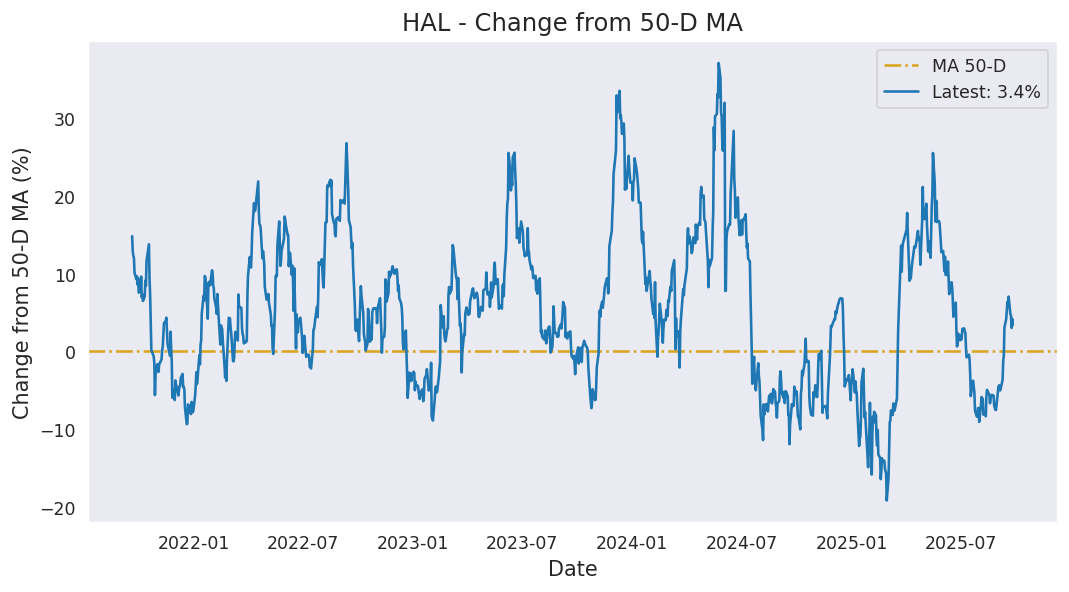 HAL - Change from 50-D MA
MA 50-D
Latest: 3.4%
Change from 50-D MA (%)
30
20
10
0
−10
−20
2022-01
2022-07
2023-01
2023-07
2024-01
2024-07
2025-01
2025-07
Date